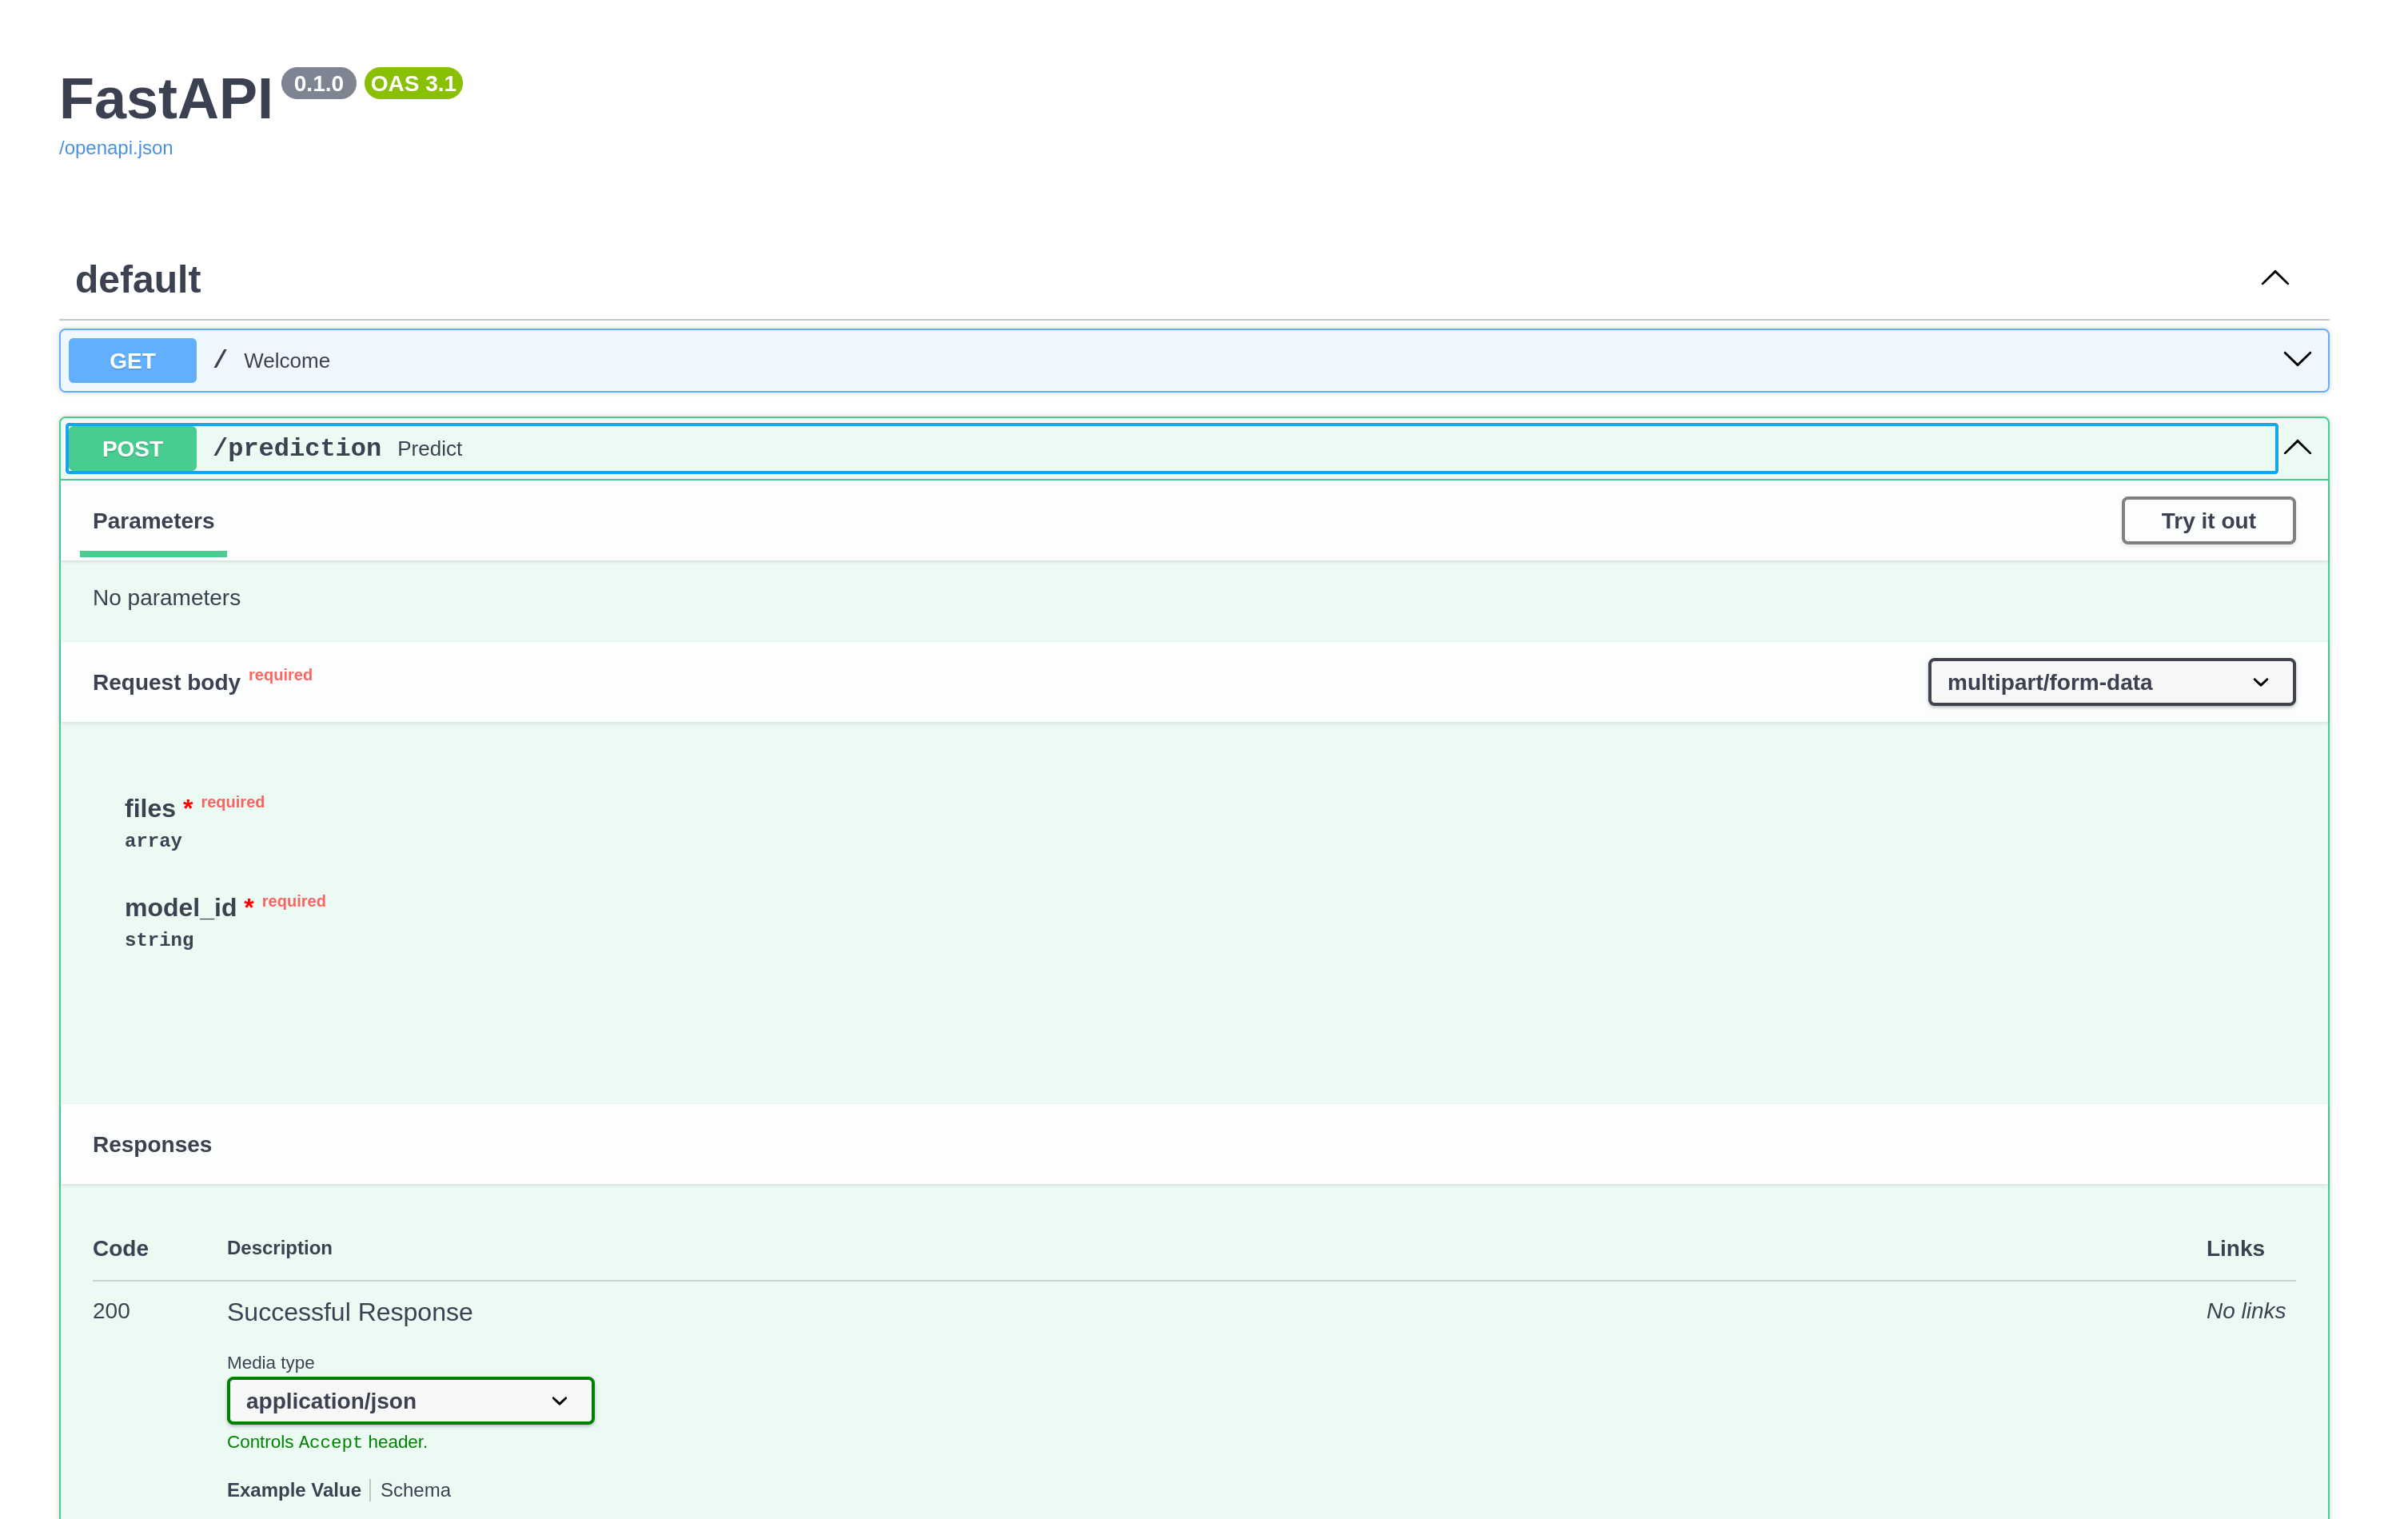 FastAPI 0.1.0 OAS 3.1
/openapi.json
default
GET / Welcome
POST /prediction Predict
Parameters Try it out
No parameters
Request body required multipart/form-data
files * required
array
model_id * required
string
Responses
Code Description Links
200 Successful Response No links
Media type
application/json
Controls Accept header.
Example Value Schema